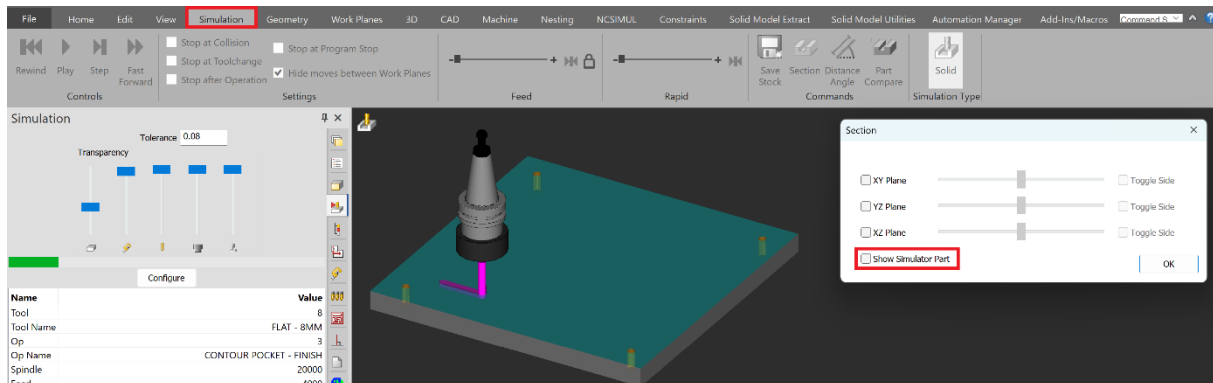 File Home Edit View Simulation Geometry Work Planes 3D CAD Machine Nesting NCSIMUL Constraints Solid Model Extract Solid Model Utilities Automation Manager Add-Ins/Macros Command S
Rewind Play Step Fast Forward
Stop at Collision
Stop at Toolchange
Stop after Operation
Stop at Program Stop
Hide moves between Work Planes
Save Stock Section Distance Angle Part Compare
Solid
Controls Settings Feed Rapid Commands Simulation Type
Simulation
Tolerance 0.08
Transparency
Configure
Name Value
Tool 8
Tool Name FLAT - 8MM
Op 3
Op Name CONTOUR POCKET - FINISH
Spindle 20000
Feed 4000
Section
XY Plane Toggle Side
YZ Plane Toggle Side
XZ Plane Toggle Side
Show Simulator Part
OK